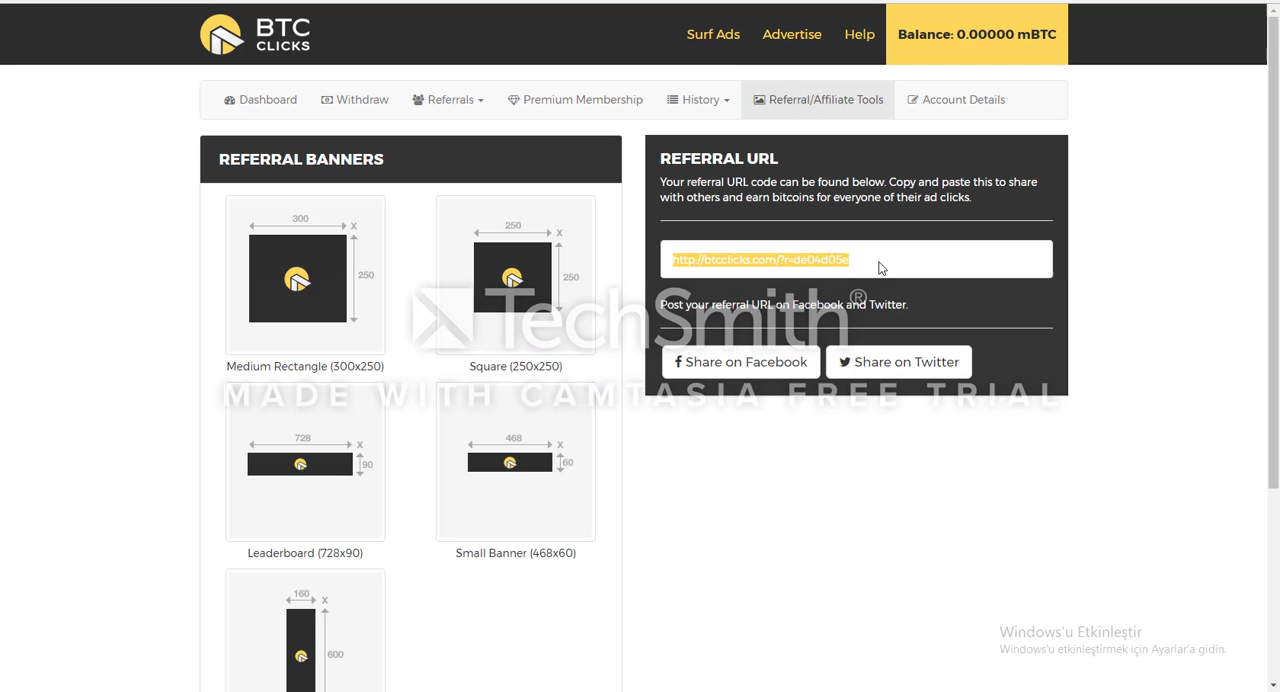 BTC
CLICKS
Surf Ads
Advertise
Help
Balance: 0.00000 mBTC
Dashboard
Withdraw
Referrals
Premium Membership
History
Referral/Affiliate Tools
Account Details
REFERRAL BANNERS
300
X
250
Medium Rectangle (300x250)
250
X
250
Square (250x250)
728
X
90
Leaderboard (728x90)
468
X
60
Small Banner (468x60)
160
X
600
REFERRAL URL
Your referral URL code can be found below. Copy and paste this to share
with others and earn bitcoins for everyone of their ad clicks.
http://btcclicks.com/?r=de04d05e
Post your referral URL on Facebook and Twitter.
Share on Facebook
Share on Twitter
TechSmith®
MADE WITH CAMTASIA FREE TRIAL
Windows'u Etkinleştir
Windows'u etkinleştirmek için Ayarlar'a gidin.